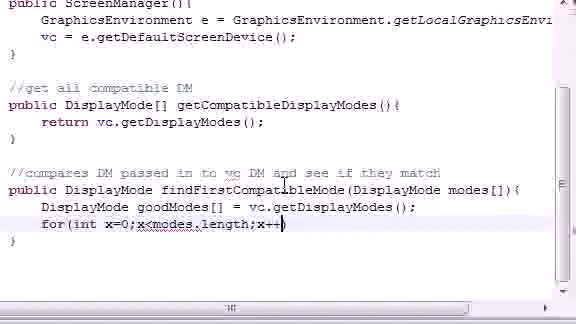 public ScreenManager(){
GraphicsEnvironment e = GraphicsEnvironment.getLocalGraphicsEnvi
vc = e.getDefaultScreenDevice();
}
//get all compatible DM
public DisplayMode[] getCompatibleDisplayModes(){
return vc.getDisplayModes();
}
//compares DM passed in to vc DM and see if they match
public DisplayMode findFirstCompatibleMode(DisplayMode modes[]){
DisplayMode goodModes[] = vc.getDisplayModes();
for(int x=0;x<modes.length;x++)
}